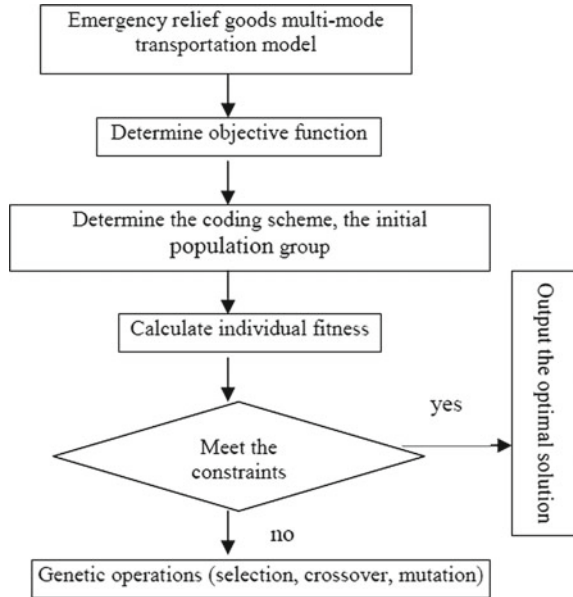 Emergency relief goods multi-mode
transportation model
Determine objective function
Determine the coding scheme, the initial
population group
Calculate individual fitness
Meet the
constraints
yes
Output the optimal solution
no
Genetic operations (selection, crossover, mutation)